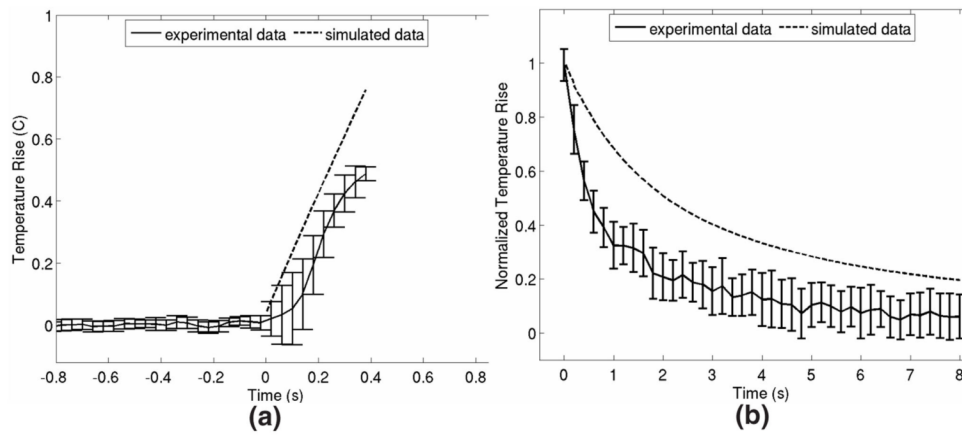 experimental data simulated data
Temperature Rise (C)
1
0.8
0.6
0.4
0.2
0
-0.8 -0.6 -0.4 -0.2 0 0.2 0.4 0.6 0.8
Time (s)
(a)
experimental data simulated data
Normalized Temperature Rise
1
0.8
0.6
0.4
0.2
0
0 1 2 3 4 5 6 7 8
Time (s)
(b)